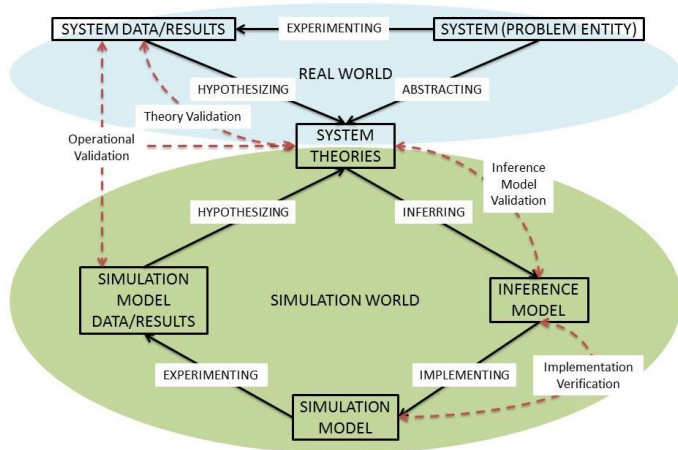 SYSTEM DATA/RESULTS
EXPERIMENTING
SYSTEM (PROBLEM ENTITY)
REAL WORLD
HYPOTHESIZING
ABSTRACTING
Theory Validation
Operational
Validation
SYSTEM
THEORIES
Inference
Model
Validation
HYPOTHESIZING
INFERRING
SIMULATION
MODEL
DATA/RESULTS
SIMULATION WORLD
INFERENCE
MODEL
EXPERIMENTING
IMPLEMENTING
Implementation
Verification
SIMULATION
MODEL